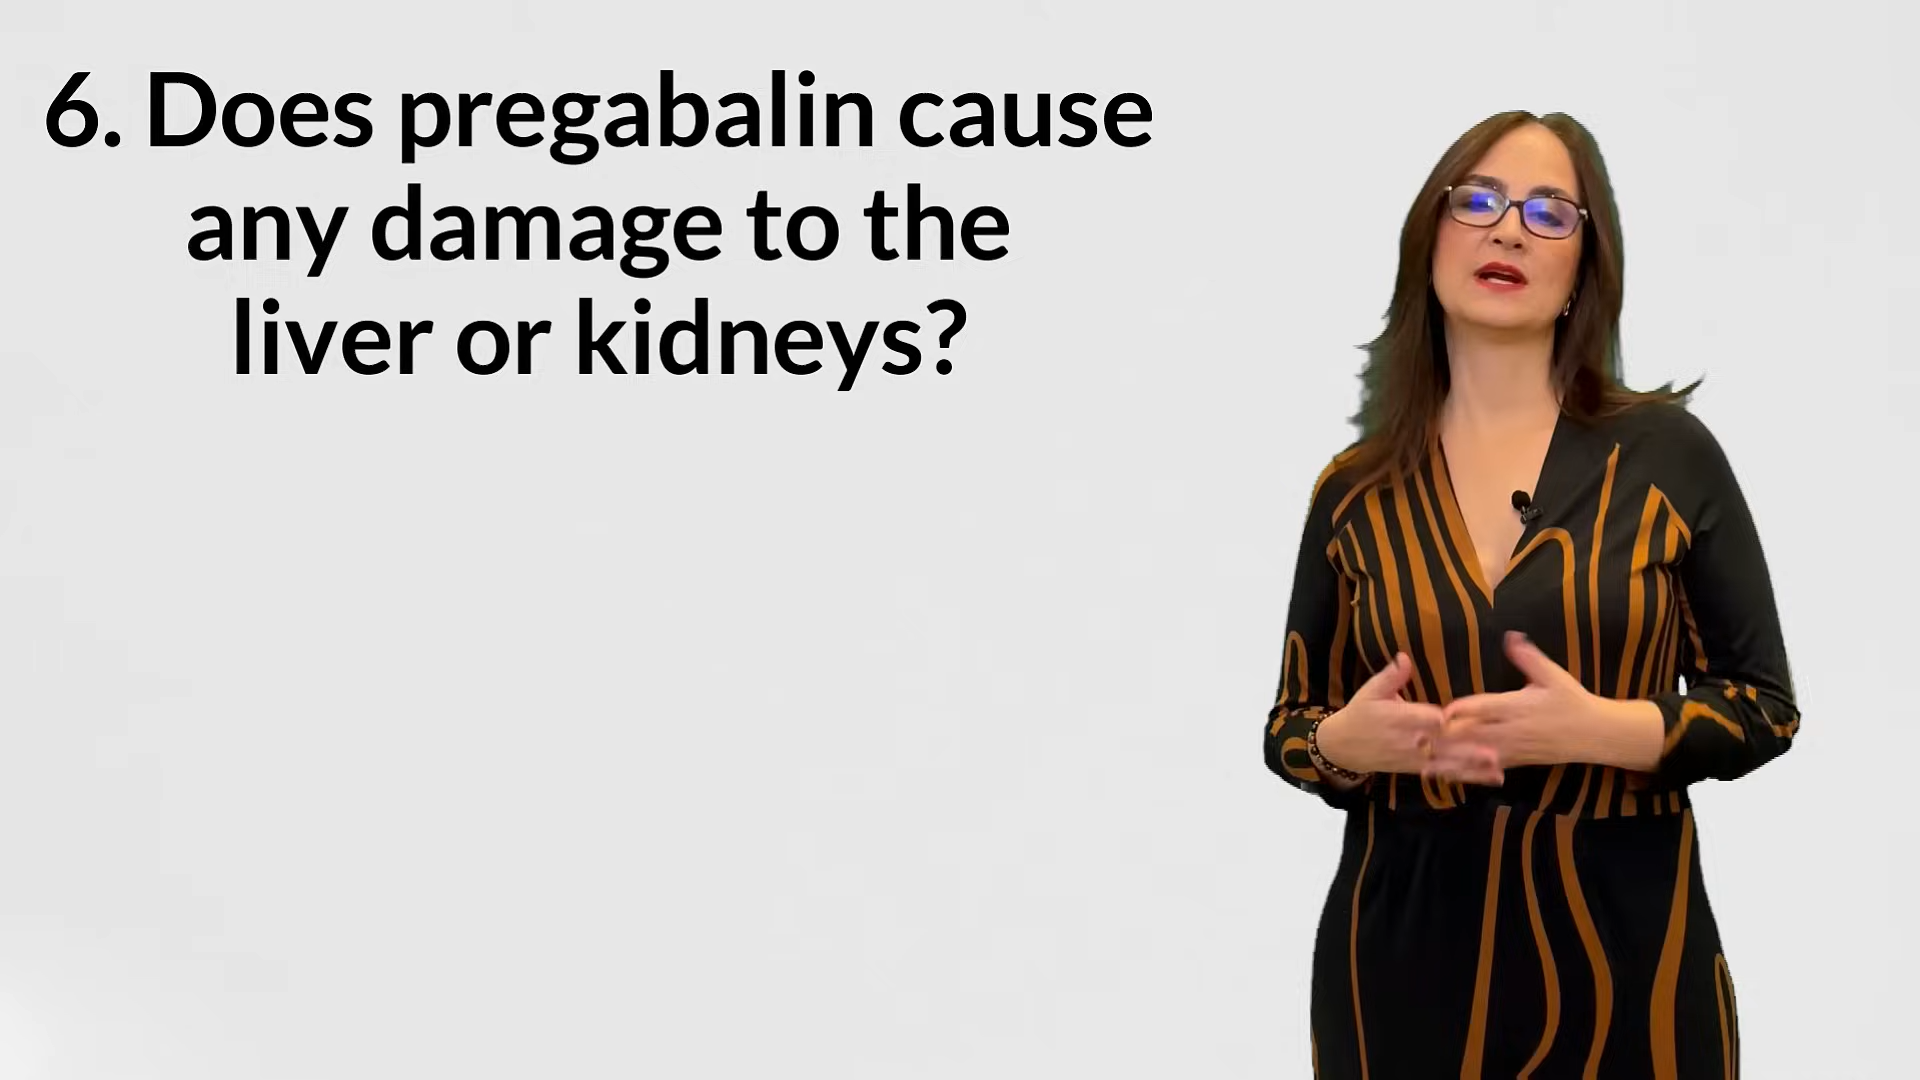 6. Does pregabalin cause
any damage to the
liver or kidneys?